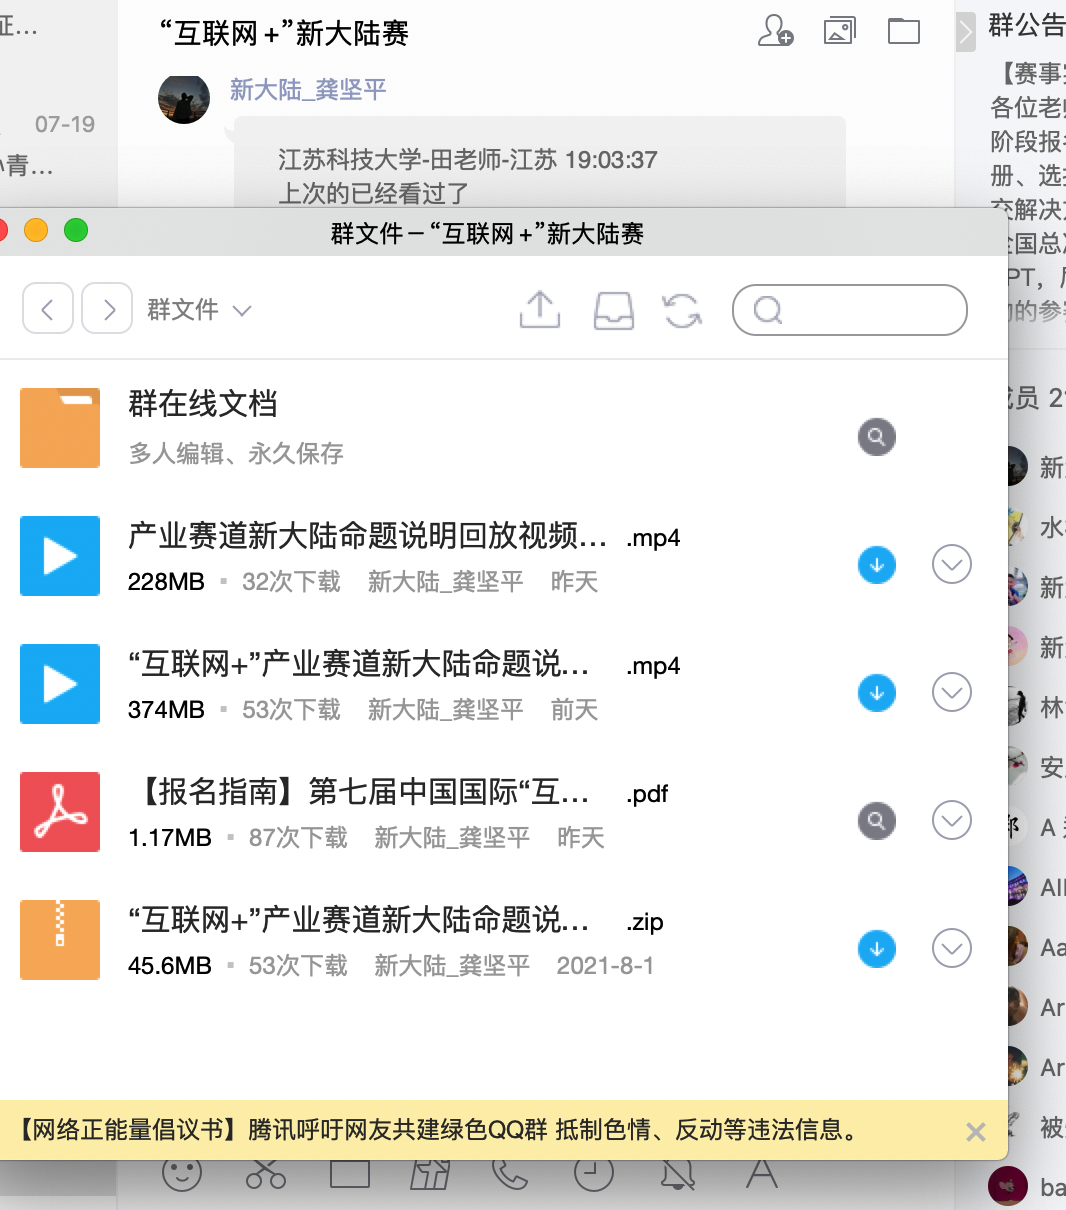 正…
07-19
小青…
“互联网+”新大陆赛
新大陆_龚坚平
江苏科技大学-田老师-江苏 19:03:37
上次的已经看过了
群公告
【赛事
各位老
阶段报
册、选
交解决
全国总
PPT，
的参
成员 2
群文件－“互联网+”新大陆赛
群文件
群在线文档
多人编辑、永久保存
产业赛道新大陆命题说明回放视频… .mp4
228MB 32次下载 新大陆_龚坚平 昨天
“互联网+”产业赛道新大陆命题说… .mp4
374MB 53次下载 新大陆_龚坚平 前天
【报名指南】第七届中国国际“互… .pdf
1.17MB 87次下载 新大陆_龚坚平 昨天
“互联网+”产业赛道新大陆命题说… .zip
45.6MB 53次下载 新大陆_龚坚平 2021-8-1
【网络正能量倡议书】腾讯呼吁网友共建绿色QQ群 抵制色情、反动等违法信息。
新
水
新
新
林
安
A
All
Aa
Ar
Ar
被
ba